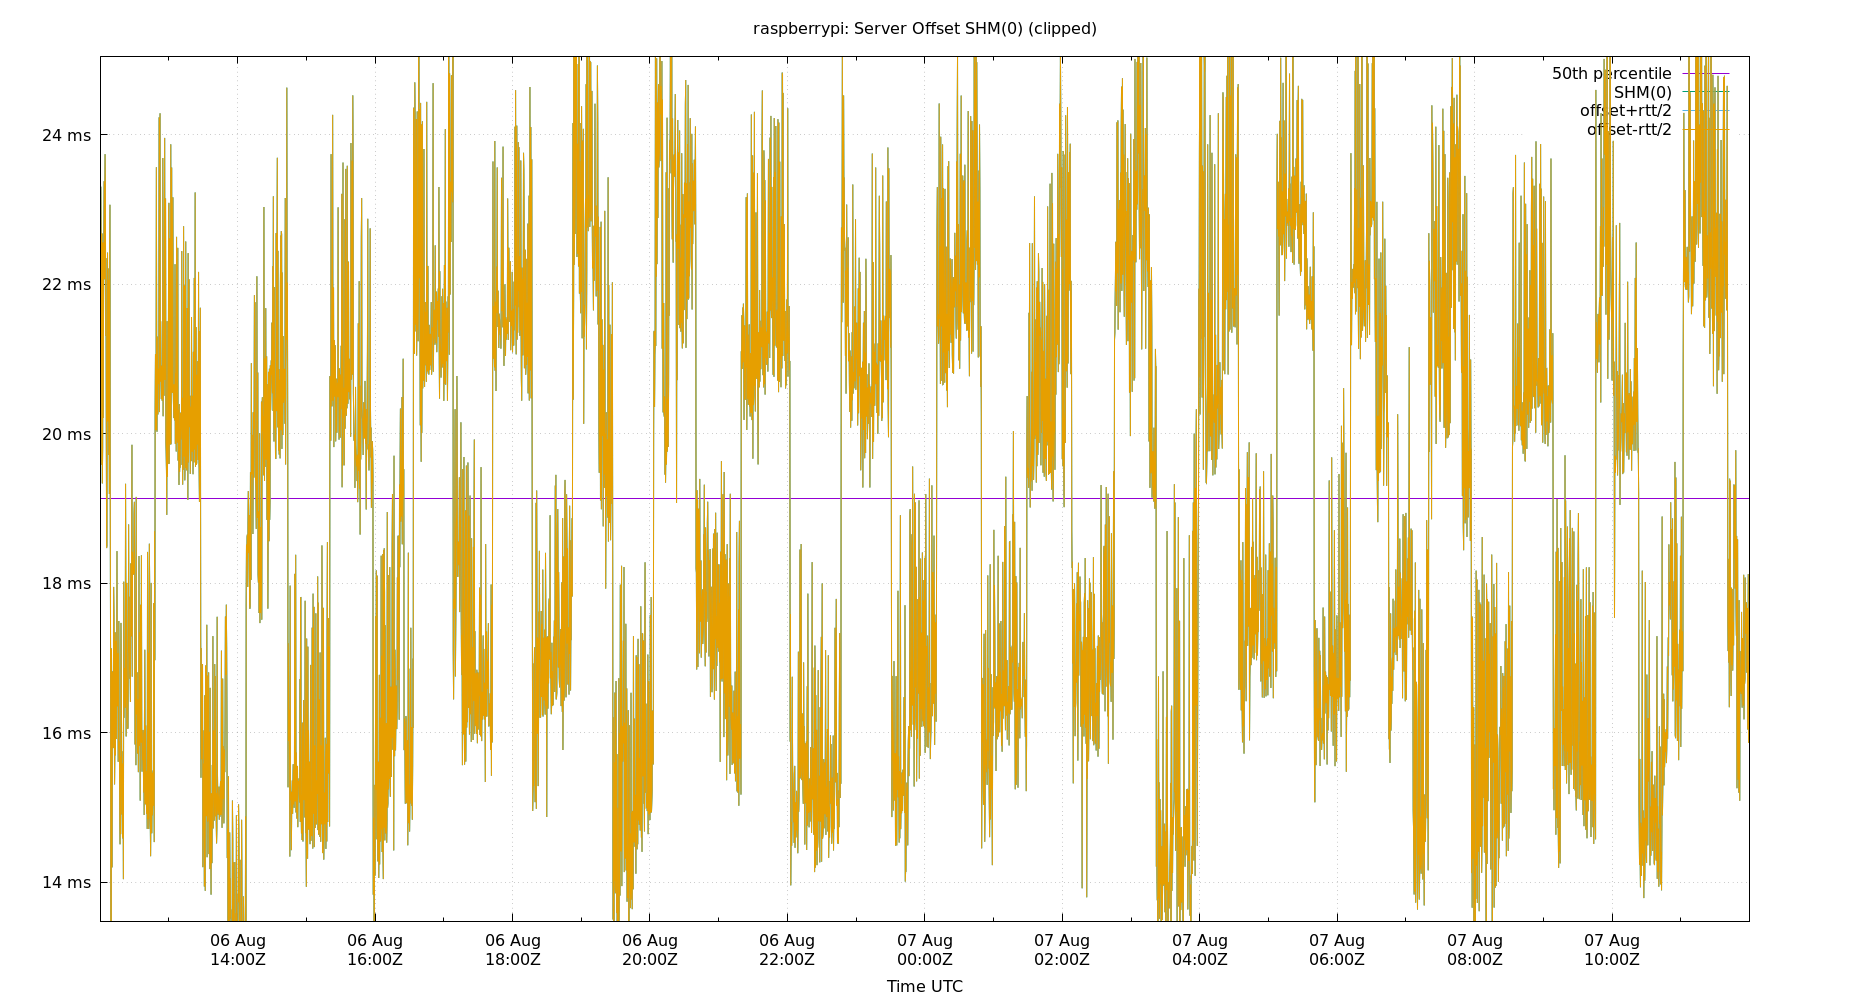 raspberrypi: Server Offset SHM(0) (clipped)
50th percentile
SHM(0)
offset+rtt/2
offset-rtt/2
24 ms
22 ms
20 ms
18 ms
16 ms
14 ms
06 Aug 06 Aug 06 Aug 06 Aug 06 Aug 07 Aug 07 Aug 07 Aug 07 Aug 07 Aug 07 Aug
14:00Z 16:00Z 18:00Z 20:00Z 22:00Z 00:00Z 02:00Z 04:00Z 06:00Z 08:00Z 10:00Z
Time UTC